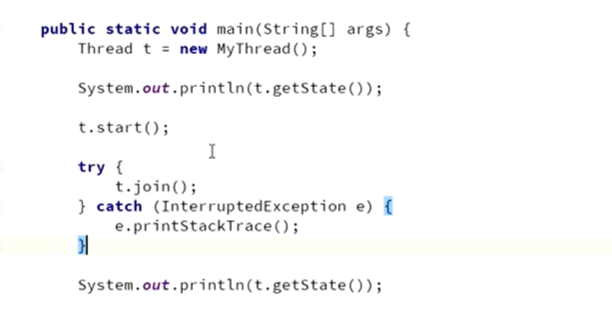 public static void main(String[] args) {
Thread t = new MyThread();
System.out.println(t.getState());
t.start();
try {
t.join();
} catch (InterruptedException e) {
e.printStackTrace();
}
System.out.println(t.getState());